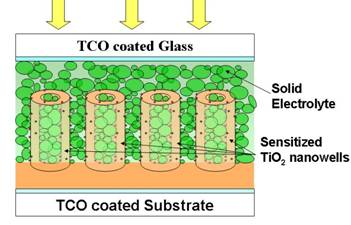 TCO coated Glass
Solid
Electrolyte
Sensitized
TiO₂ nanowells
TCO coated Substrate